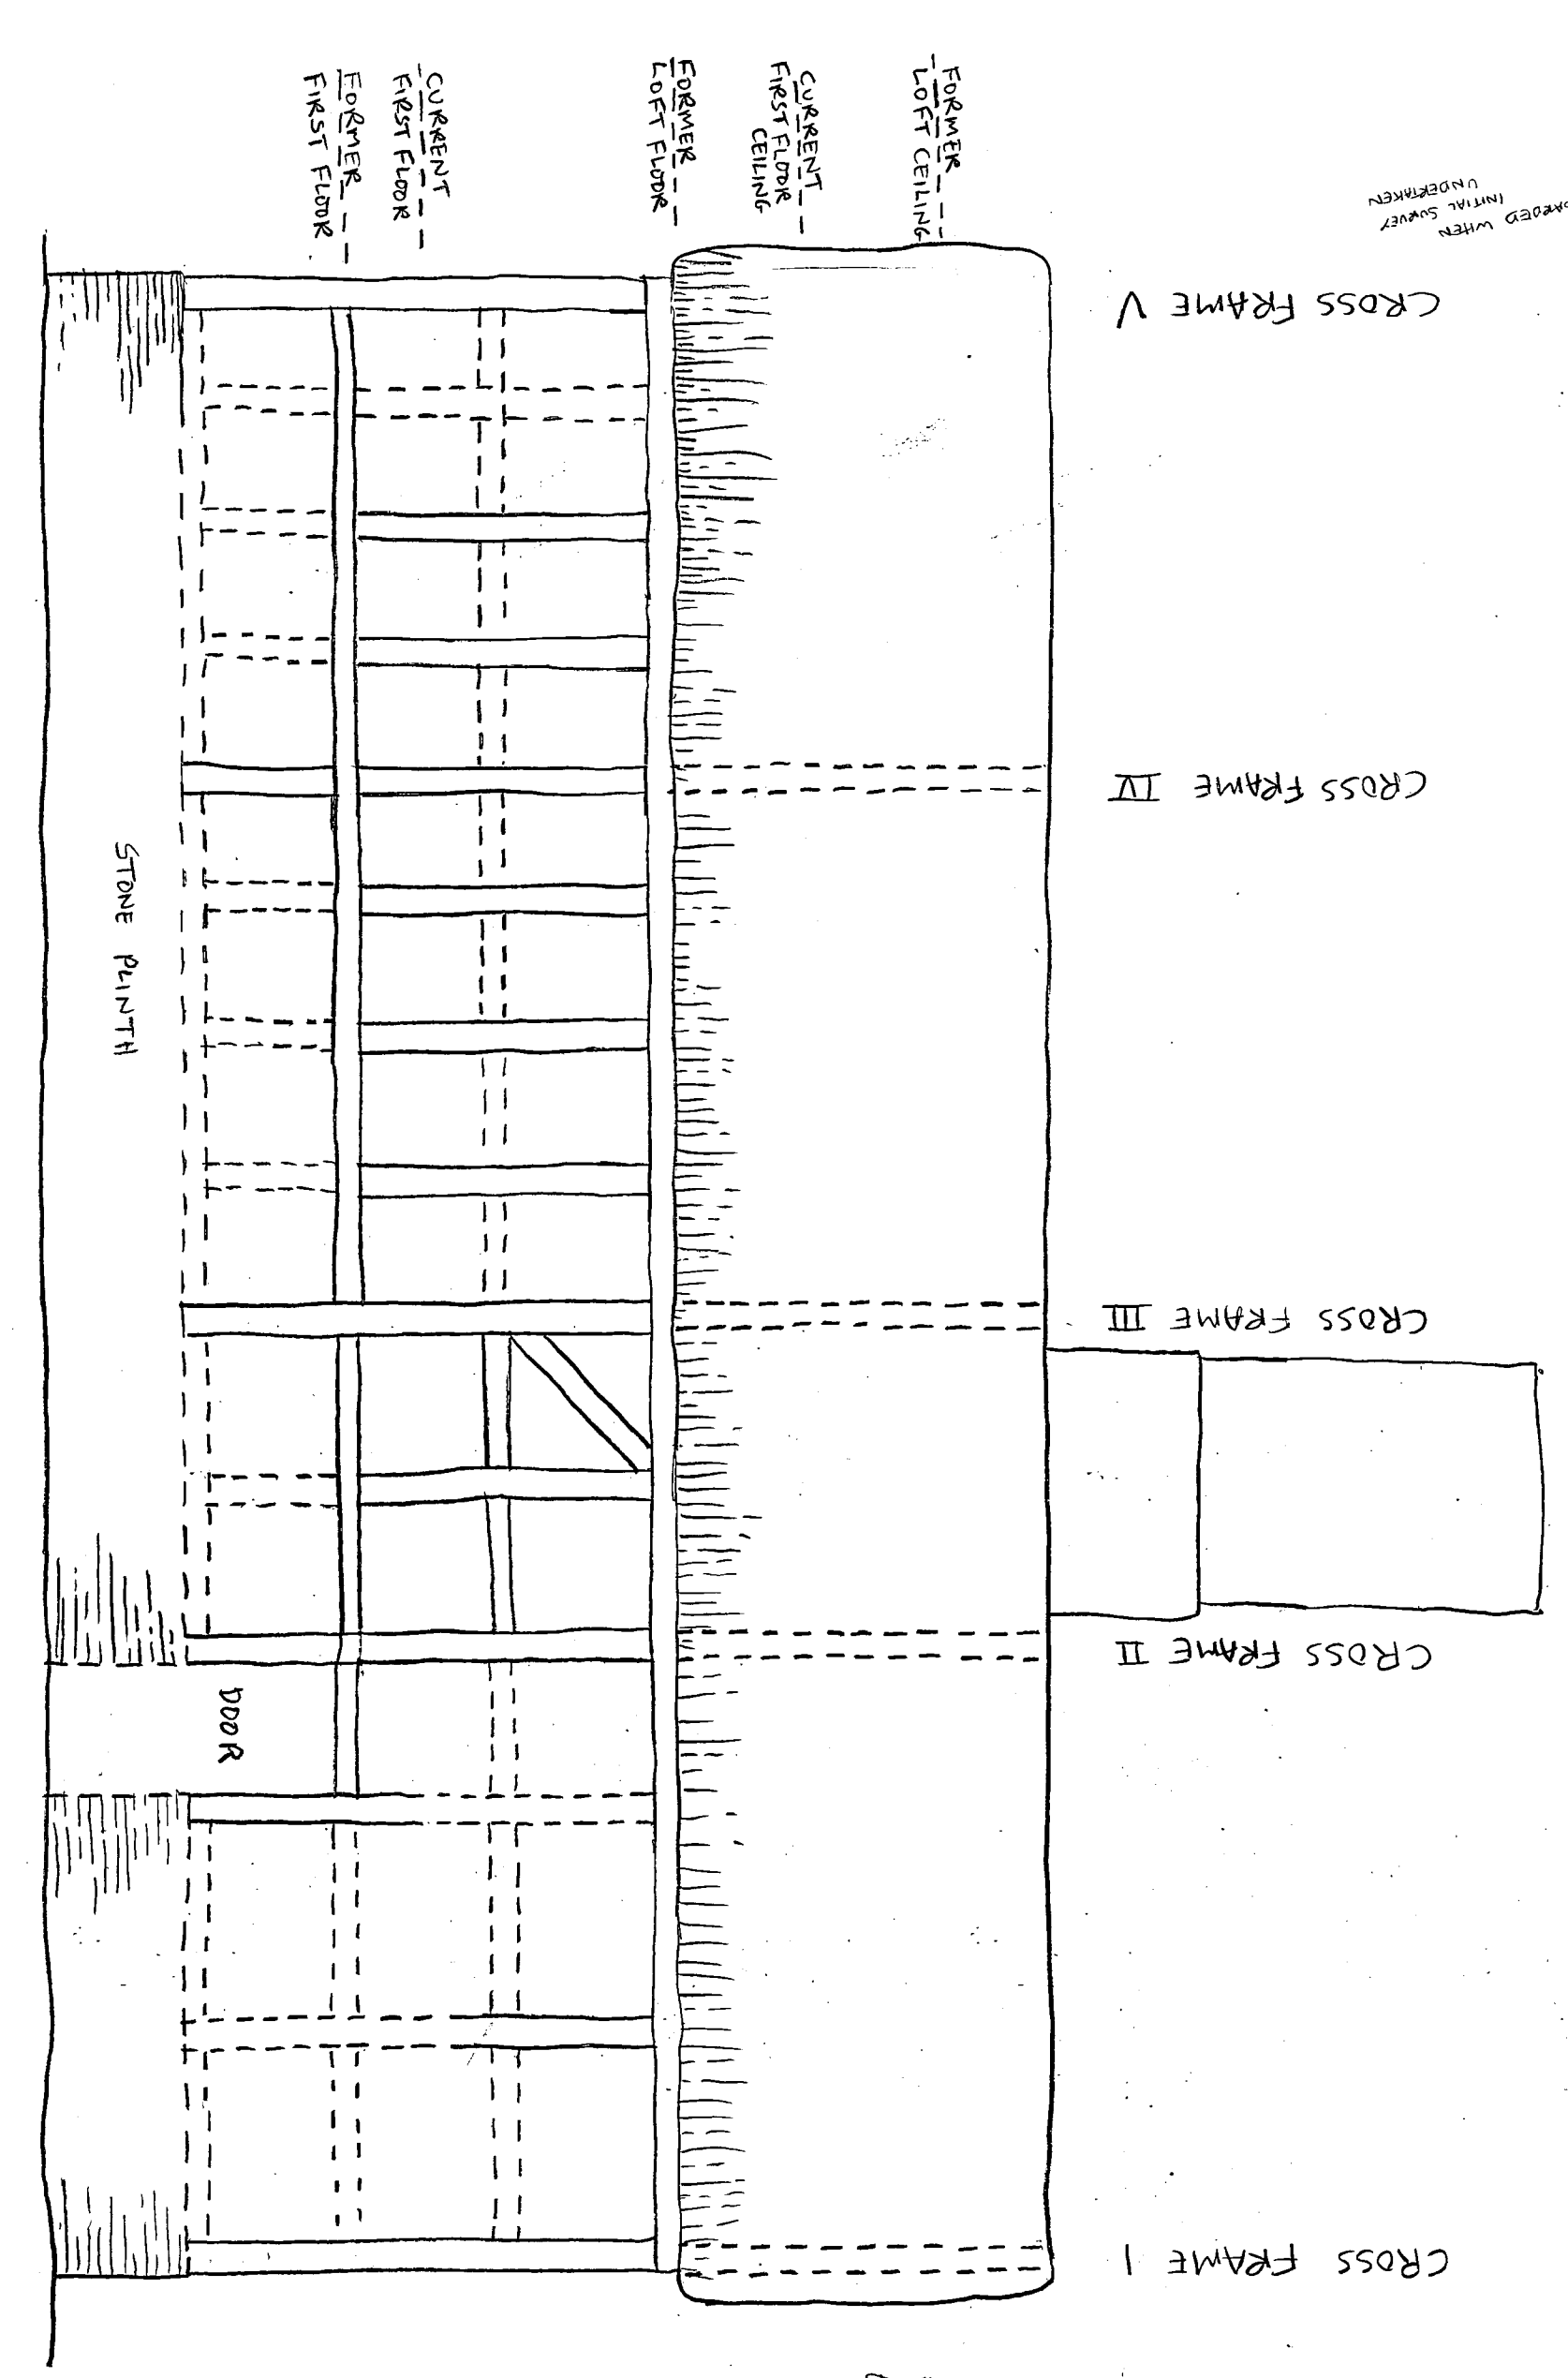 FORMER
FIRST FLOOR
CURRENT
FIRST FLOOR
FORMER
LOFT FLOOR
CURRENT
FIRST FLOOR
CEILING
FORMER
LOFT CEILING
WHEN
INITIAL SURVEY
UNDERTAKEN
CROSS FRAME V
CROSS FRAME IV
CROSS FRAME III
CROSS FRAME II
CROSS FRAME I
STONE PLINTH
DOOR